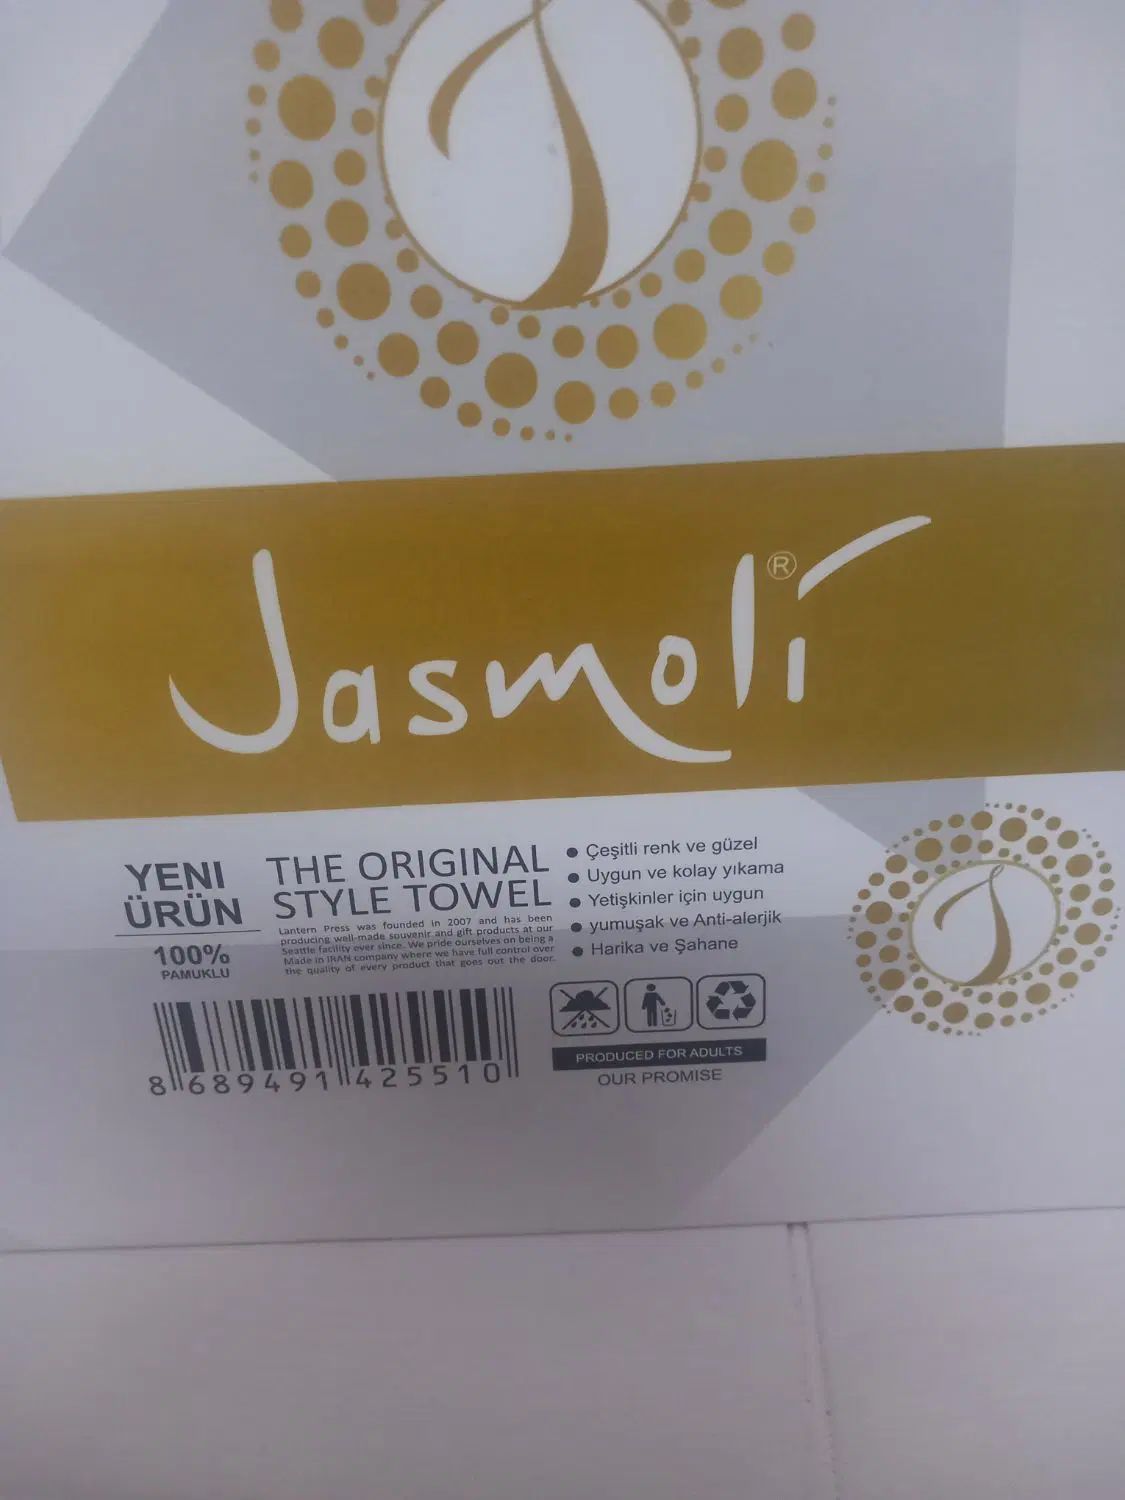 Jasmolí®
YENI
ÜRÜN
100%
PAMUKLU
THE ORIGINAL
STYLE TOWEL
Lantern Press was founded in 2007 and has been
producing well-made souvenir and gift products at our
Seattle facility ever since. We pride ourselves on being a
Made in IRAN company where we have full control over
the quality of every product that goes out the door.
• Çeşitli renk ve güzel
• Uygun ve kolay yıkama
• Yetişkinler için uygun
• yumuşak ve Anti-alerjik
• Harika ve Şahane
8 689491 425510
PRODUCED FOR ADULTS
OUR PROMISE